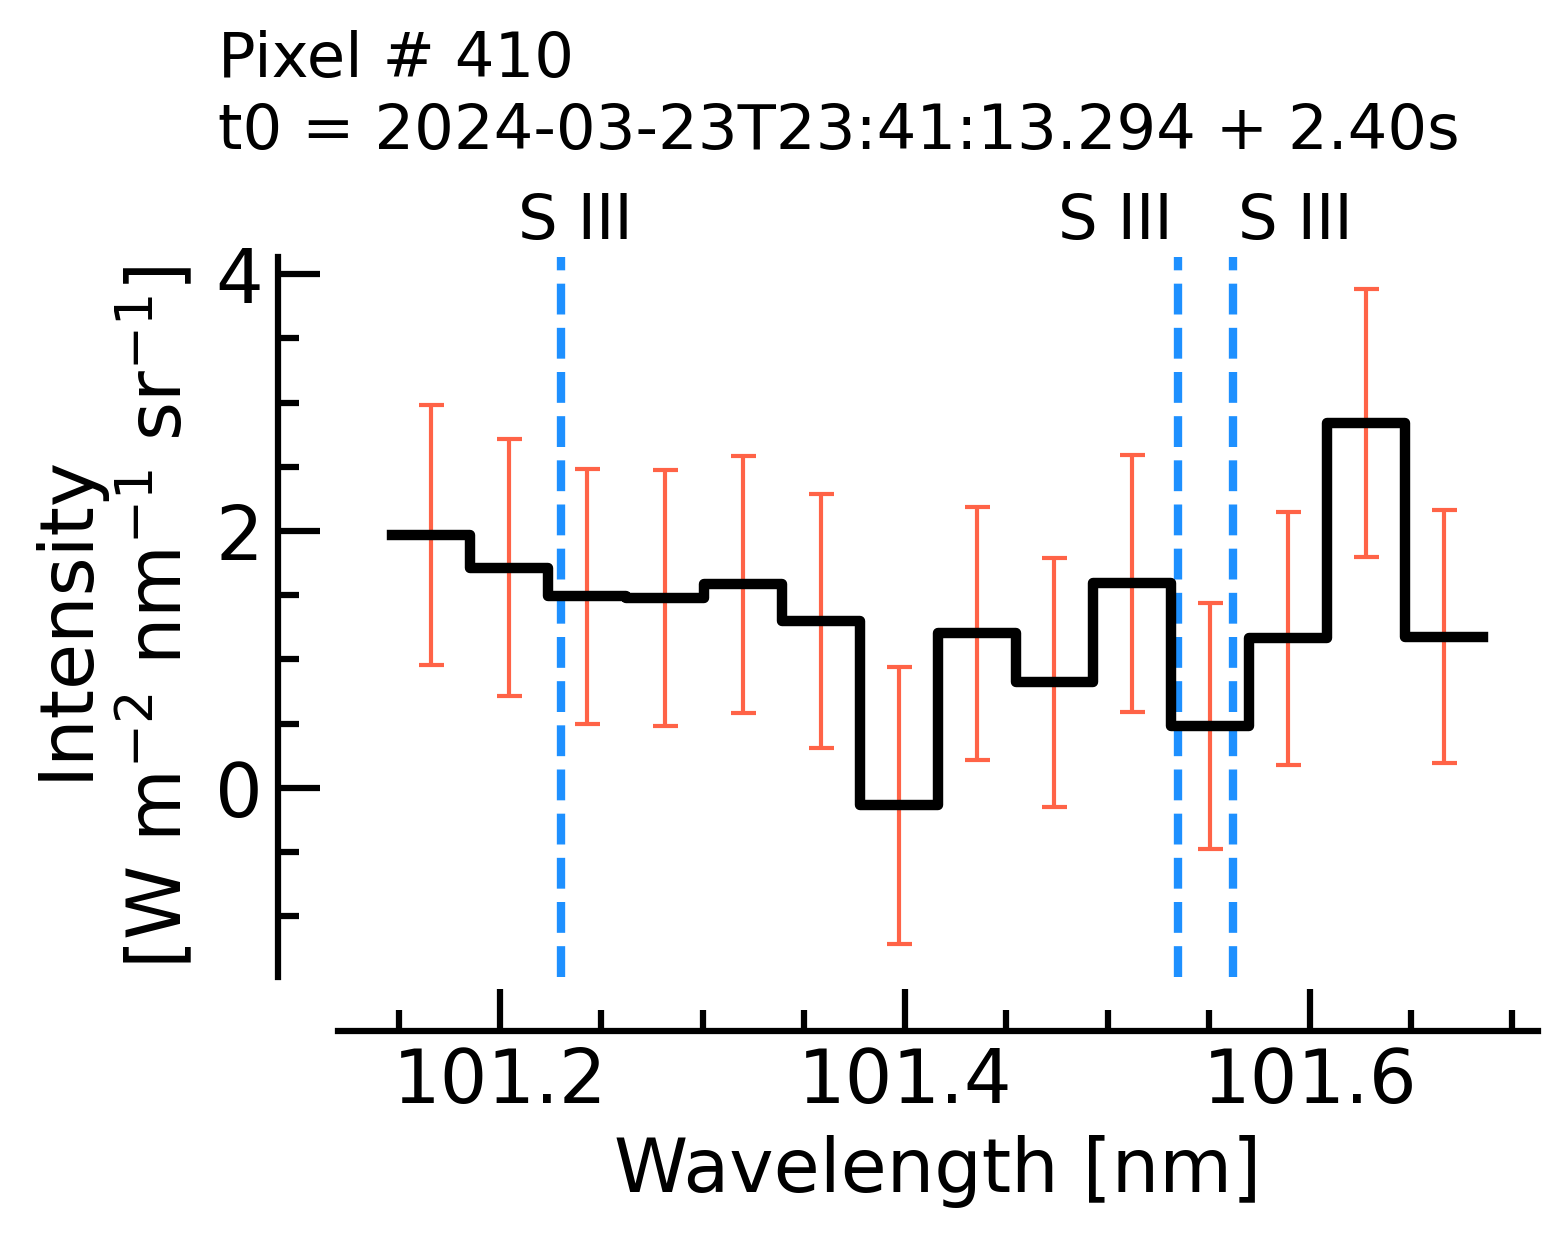 Pixel # 410
t0 = 2024-03-23T23:41:13.294 + 2.40s
S III S III S III
Intensity
[W m⁻² nm⁻¹ sr⁻¹]
4
2
0
101.2 101.4 101.6
Wavelength [nm]